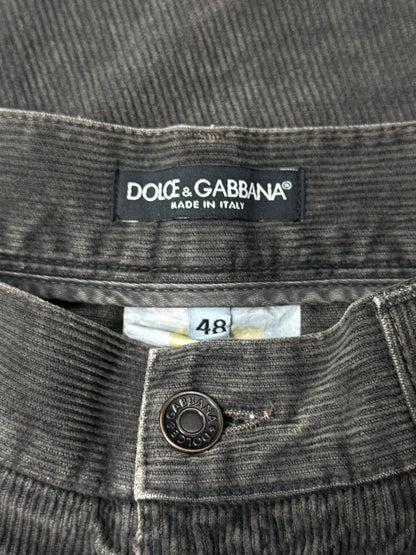 DOLCE & GABBANA®
MADE IN ITALY
48
DOLCE&GABBANA